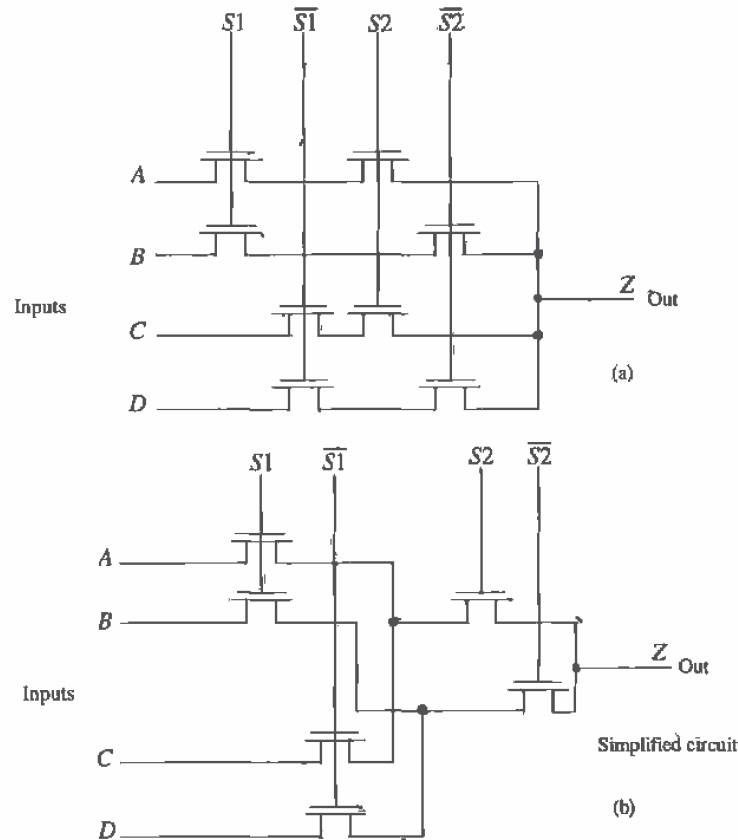 S1 S̅1̅ S2 S̅2̅
A
B
Z
Inputs Out
C
(a)
D
S1 S̅1̅ S2 S̅2̅
A
B
Z
Out
Inputs
Simplified circuit
C
(b)
D